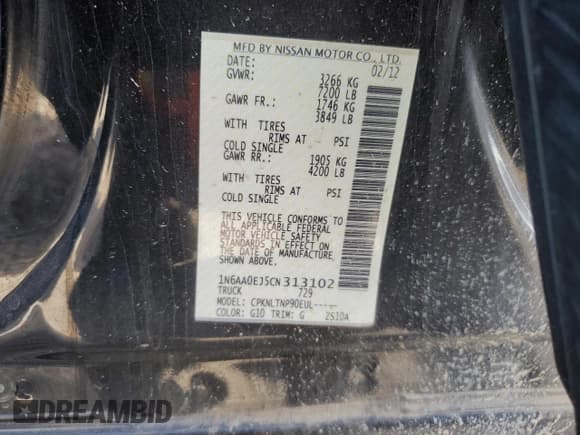 MFD BY NISSAN MOTOR CO., LTD.
DATE: 02/12
GVWR: 3266 KG
7200 LB
GAWR FR.: 1746 KG
3849 LB
WITH TIRES
RIMS AT PSI
COLD SINGLE
GAWR RR.: 1905 KG
4200 LB
WITH TIRES
RIMS AT PSI
COLD SINGLE
THIS VEHICLE CONFORMS TO
ALL APPLICABLE FEDERAL
MOTOR VEHICLE SAFETY
STANDARDS IN EFFECT ON
THE DATE OF MANUFACTURE
SHOWN ABOVE.
1N6AA0EJ5CN313102
TRUCK 729
MODEL: CPKNLTNP90EUL-----
COLOR: G10 TRIM: G 2S10A
DREAMBID